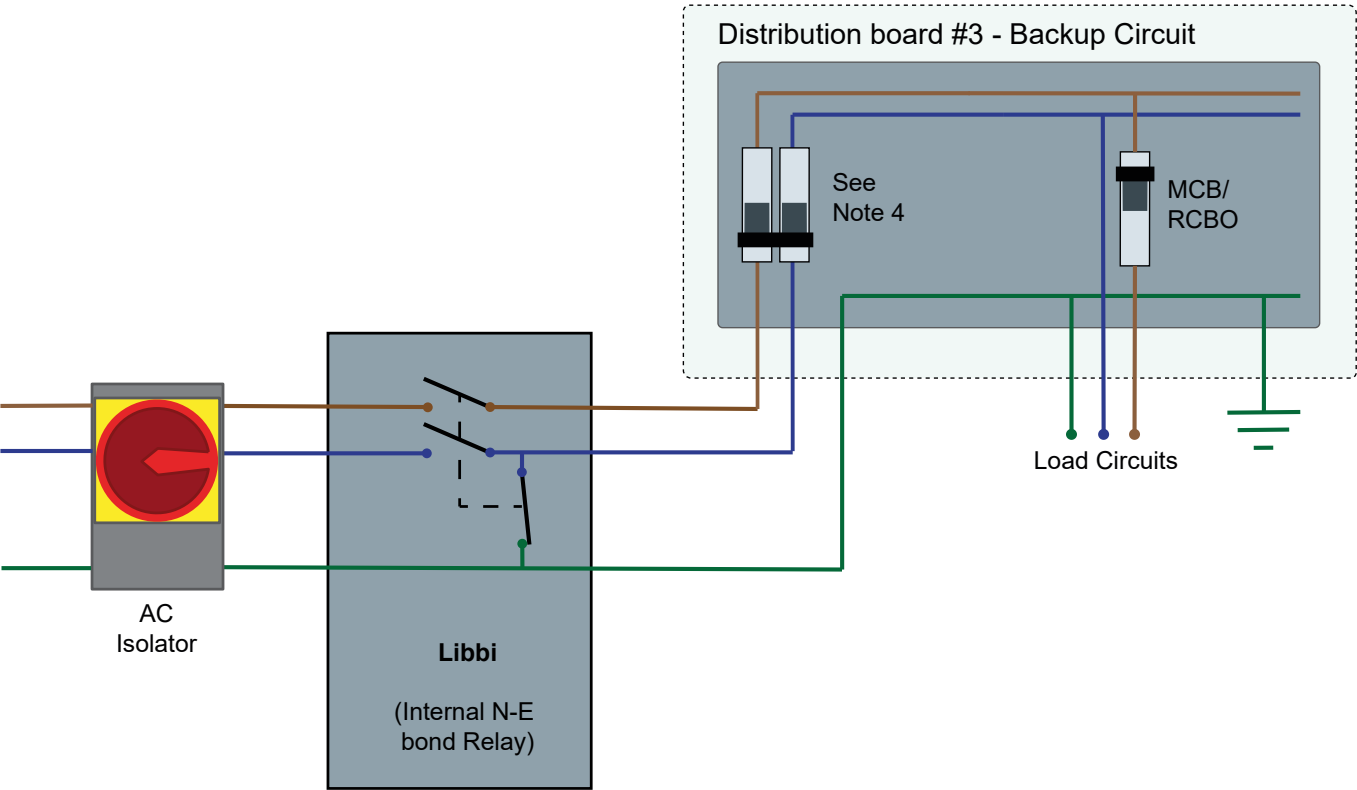 Distribution board #3 - Backup Circuit
See
Note 4
MCB/
RCBO
Load Circuits
AC
Isolator
Libbi
(Internal N-E
bond Relay)